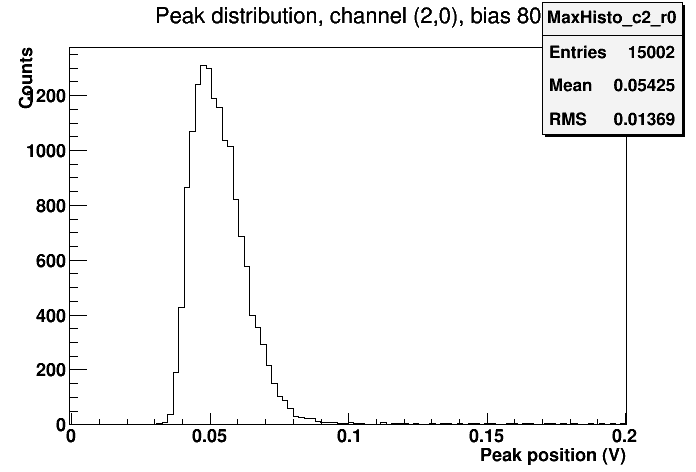 Peak distribution, channel (2,0), bias 80
MaxHisto_c2_r0
Entries 15002
Mean 0.05425
RMS 0.01369
Counts
1200
1000
800
600
400
200
0
0 0.05 0.1 0.15 0.2
Peak position (V)